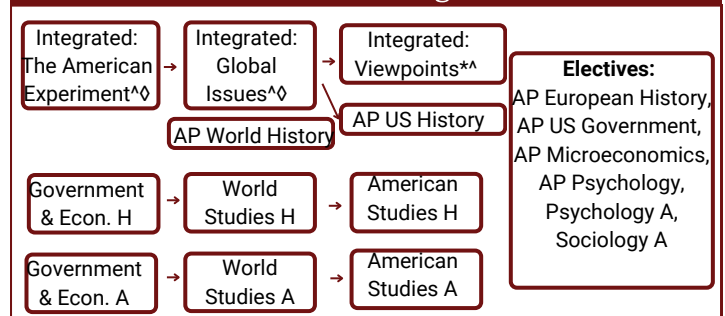 Integrated:
The American
Experiment^◊
→
Integrated:
Global
Issues^◊
→
Integrated:
Viewpoints*^
AP World History
AP US History
Government
& Econ. H
→
World
Studies H
→
American
Studies H
Government
& Econ. A
→
World
Studies A
→
American
Studies A
Electives:
AP European History,
AP US Government,
AP Microeconomics,
AP Psychology,
Psychology A,
Sociology A